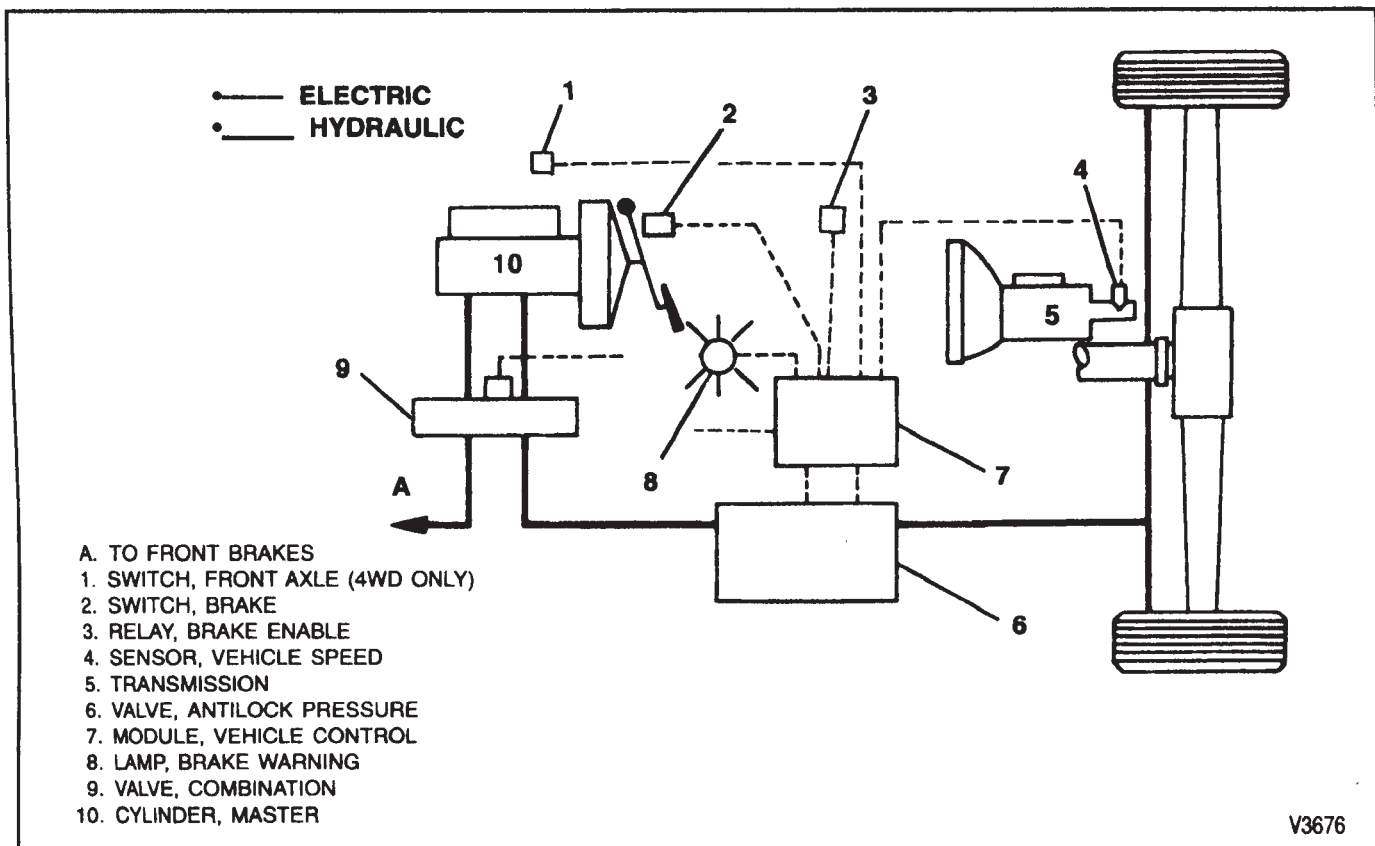 ELECTRIC
HYDRAULIC
1
2
3
4
10
5
9
8
7
A
6
A. TO FRONT BRAKES
1. SWITCH, FRONT AXLE (4WD ONLY)
2. SWITCH, BRAKE
3. RELAY, BRAKE ENABLE
4. SENSOR, VEHICLE SPEED
5. TRANSMISSION
6. VALVE, ANTILOCK PRESSURE
7. MODULE, VEHICLE CONTROL
8. LAMP, BRAKE WARNING
9. VALVE, COMBINATION
10. CYLINDER, MASTER
V3676